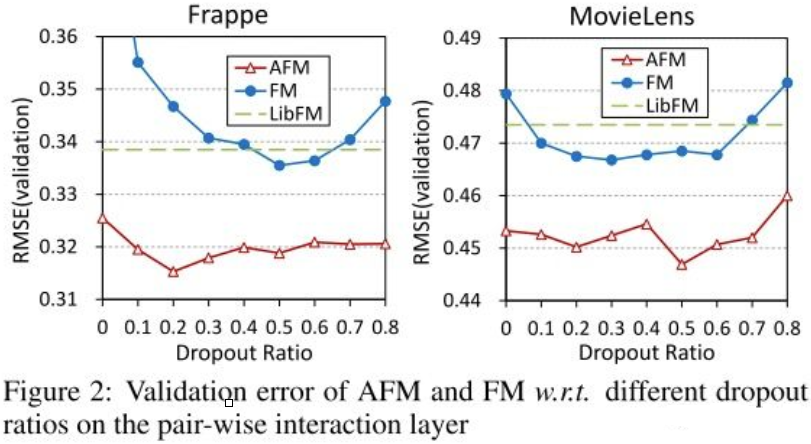 Frappe
0.36
0.35
0.34
0.33
0.32
0.31
RMSE(validation)
AFM
FM
LibFM
0 0.1 0.2 0.3 0.4 0.5 0.6 0.7 0.8
Dropout Ratio
MovieLens
0.49
0.48
0.47
0.46
0.45
0.44
RMSE(validation)
AFM
FM
LibFM
0 0.1 0.2 0.3 0.4 0.5 0.6 0.7 0.8
Dropout Ratio
Figure 2: Validation error of AFM and FM w.r.t. different dropout
ratios on the pair-wise interaction layer